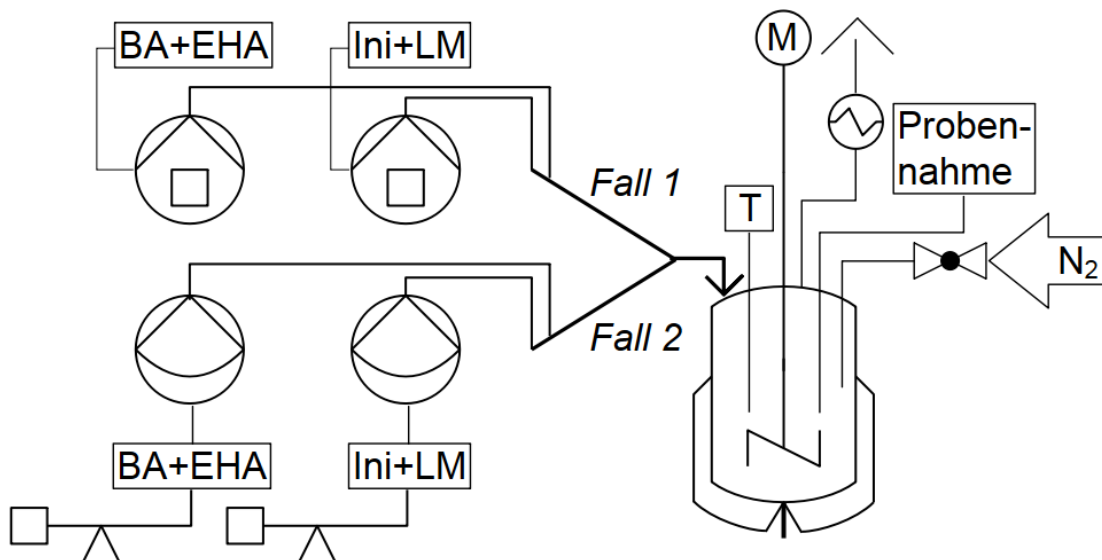 BA+EHA
Ini+LM
M
Proben-
nahme
Fall 1
T
N₂
Fall 2
BA+EHA
Ini+LM